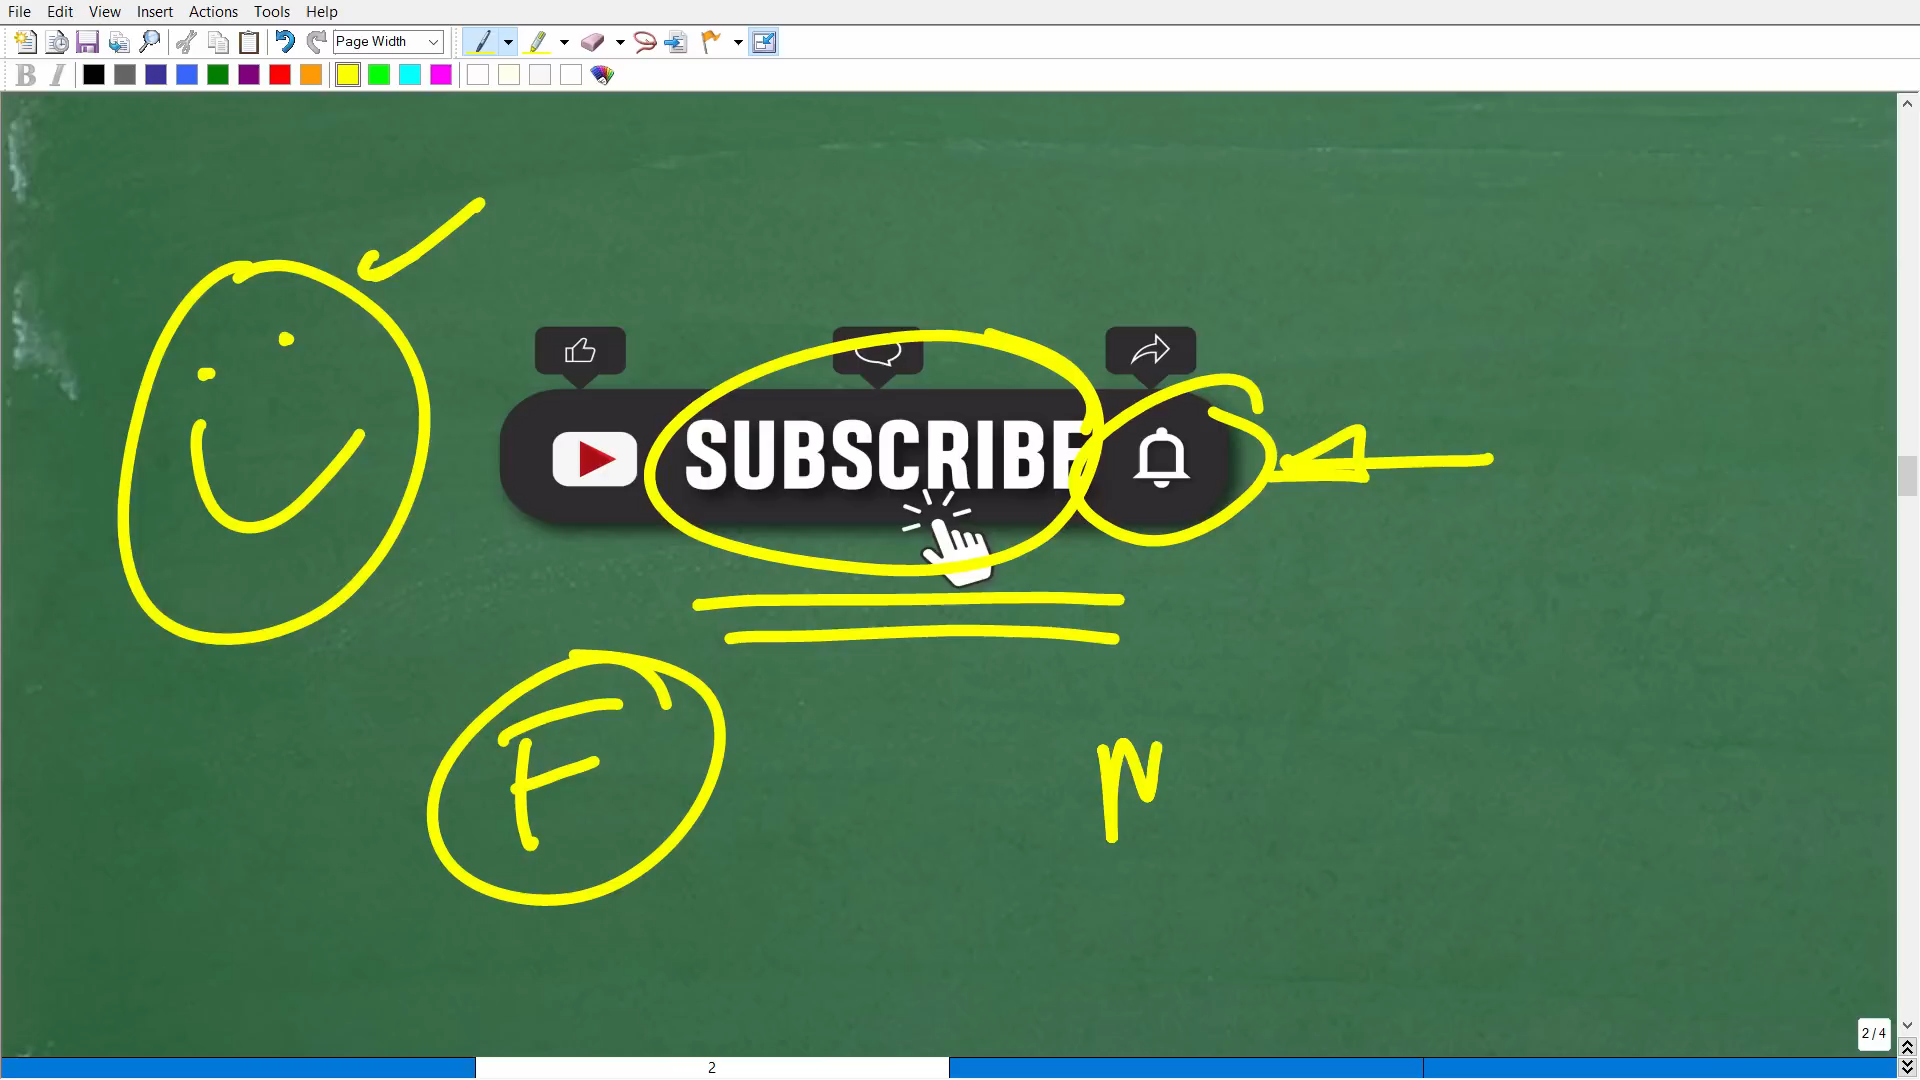 File Edit View Insert Actions Tools Help
Page Width
B I
SUBSCRIBE
F
2 / 4
2